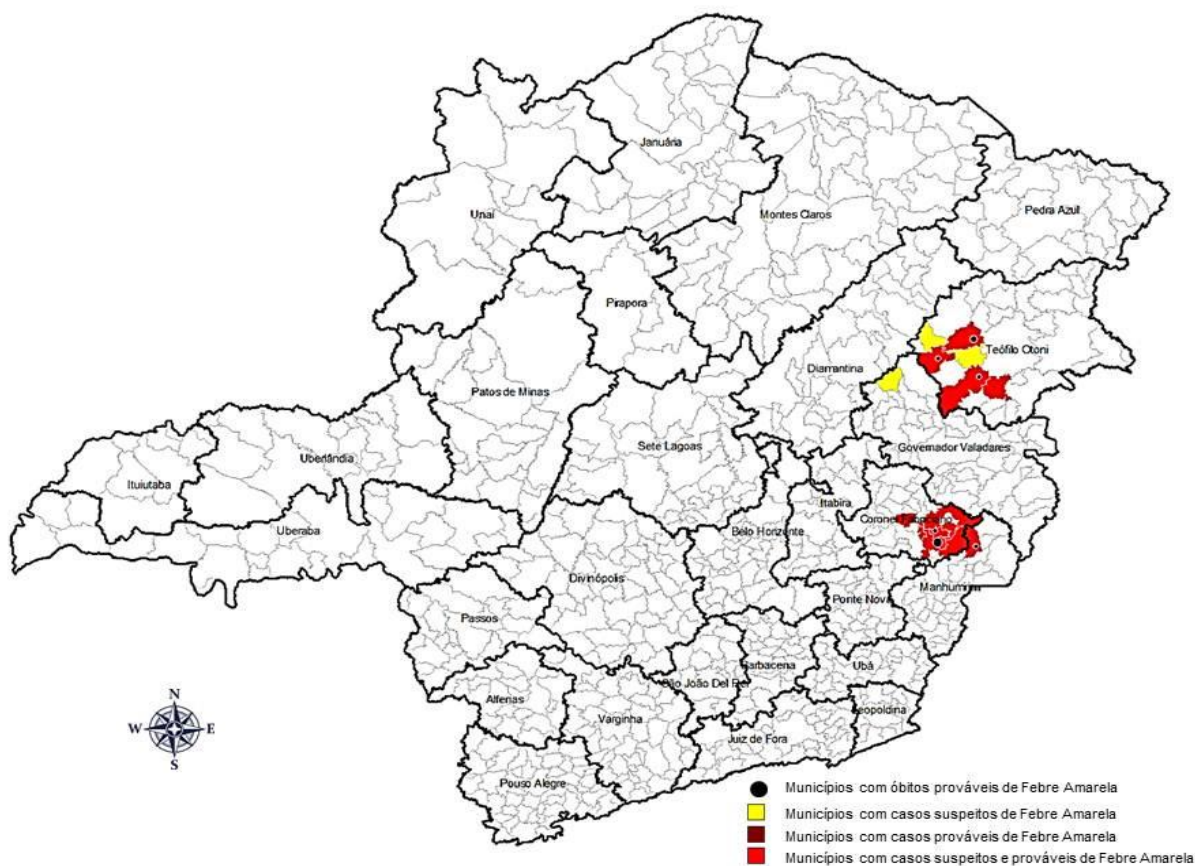 Januária
Unaí
Montes Claros
Pedra Azul
Pirapora
Teófilo Otoni
Diamantina
Patos de Minas
Sete Lagoas
Governador Valadares
Uberlândia
Ituiutaba
Itabira
Uberaba
Coronel Fabriciano
Belo Horizonte
Divinópolis
Manhumirim
Ponte Nova
Passos
Barbacena
Ubá
São João Del Rei
Alfenas
Leopoldina
Varginha
Juiz de Fora
Pouso Alegre
N
W E
S
Municípios com óbitos prováveis de Febre Amarela
Municípios com casos suspeitos de Febre Amarela
Municípios com casos prováveis de Febre Amarela
Municípios com casos suspeitos e prováveis de Febre Amarela